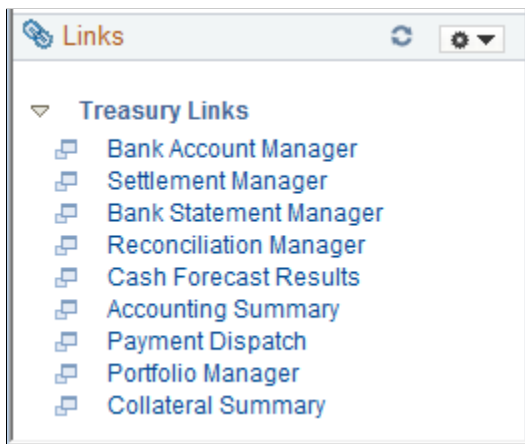 Links
Treasury Links
Bank Account Manager
Settlement Manager
Bank Statement Manager
Reconciliation Manager
Cash Forecast Results
Accounting Summary
Payment Dispatch
Portfolio Manager
Collateral Summary